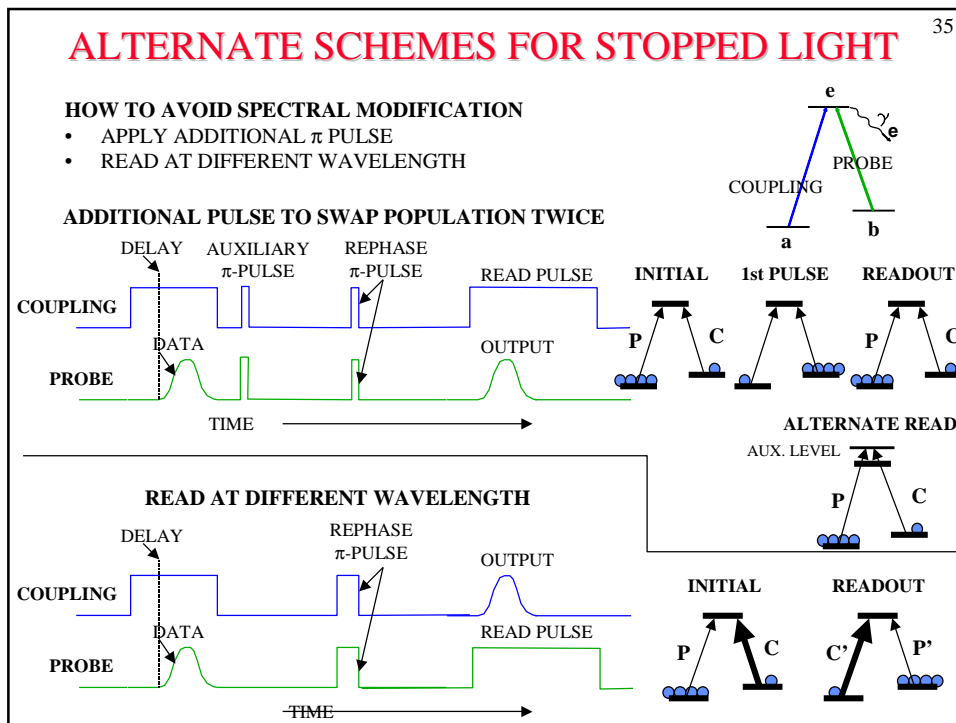 35
ALTERNATE SCHEMES FOR STOPPED LIGHT
HOW TO AVOID SPECTRAL MODIFICATION
• APPLY ADDITIONAL π PULSE
• READ AT DIFFERENT WAVELENGTH
e
γ
e
PROBE
COUPLING
a
b
ADDITIONAL PULSE TO SWAP POPULATION TWICE
DELAY
AUXILIARY
π-PULSE
REPHASE
π-PULSE
READ PULSE
COUPLING
DATA
OUTPUT
PROBE
TIME
INITIAL
1st PULSE
READOUT
P
C
P
C
ALTERNATE READ
AUX. LEVEL
P
C
READ AT DIFFERENT WAVELENGTH
DELAY
REPHASE
π-PULSE
OUTPUT
COUPLING
DATA
READ PULSE
PROBE
TIME
INITIAL
READOUT
P
C
C'
P'